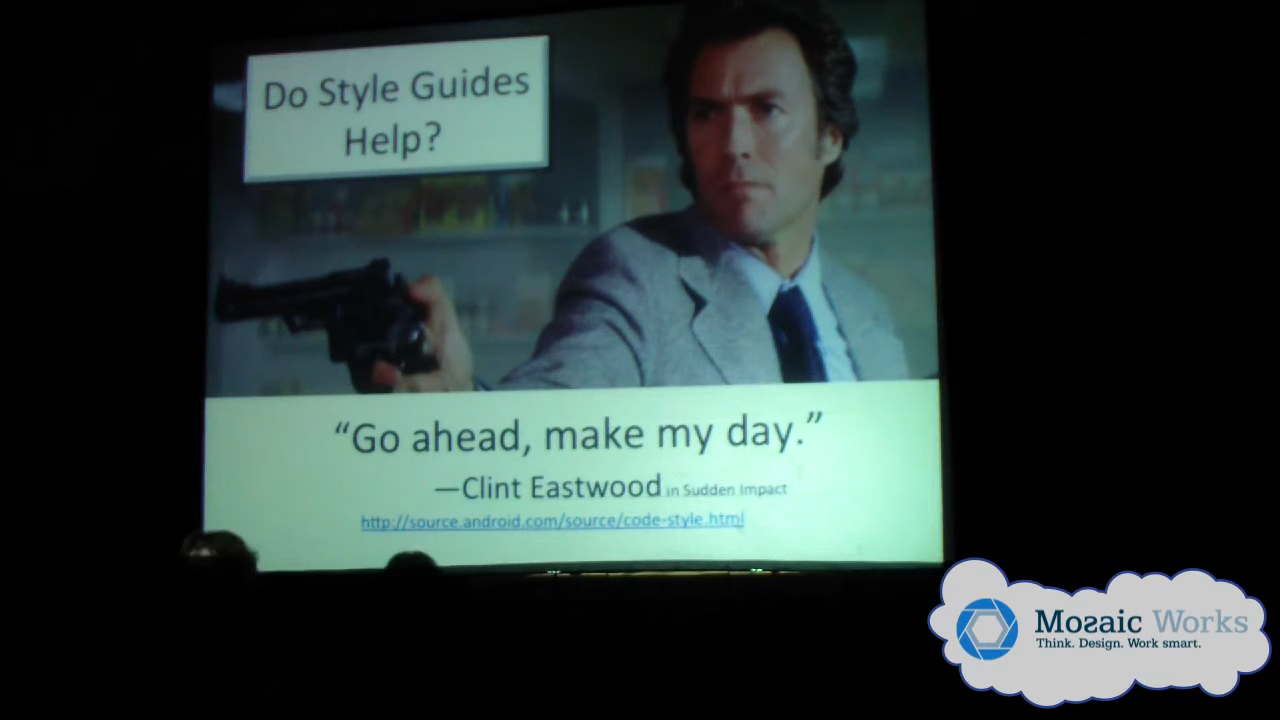 Do Style Guides
Help?
“Go ahead, make my day.”
—Clint Eastwood in Sudden Impact
http://source.android.com/source/code-style.html
Mosaic Works
Think. Design. Work smart.